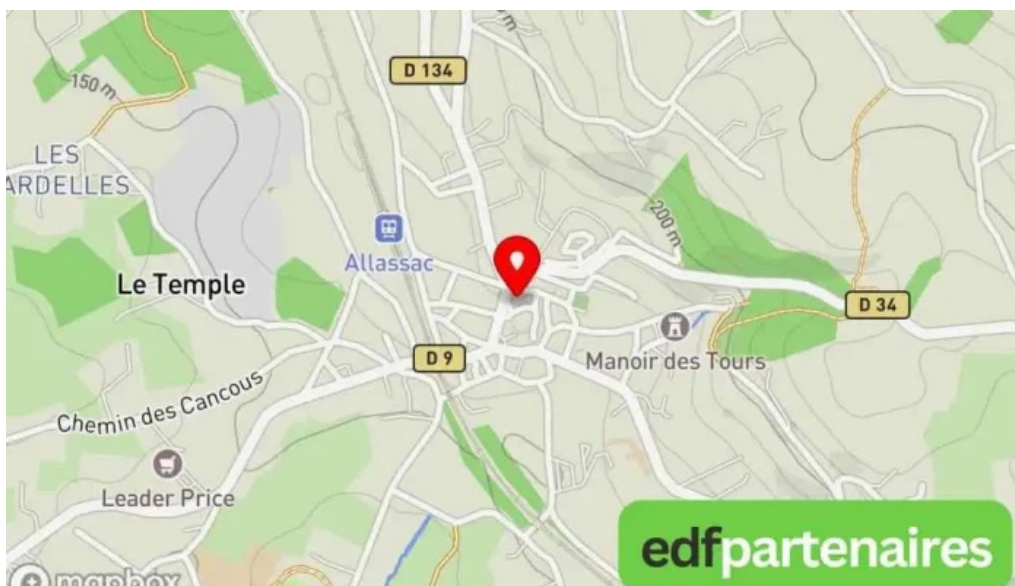 D 134
150 m
LES
ARDELLES
200 m
Allassac
Le Temple
D 34
D 9
Manoir des Tours
Chemin des Cancous
Leader Price
edfpartenaires
mapbox